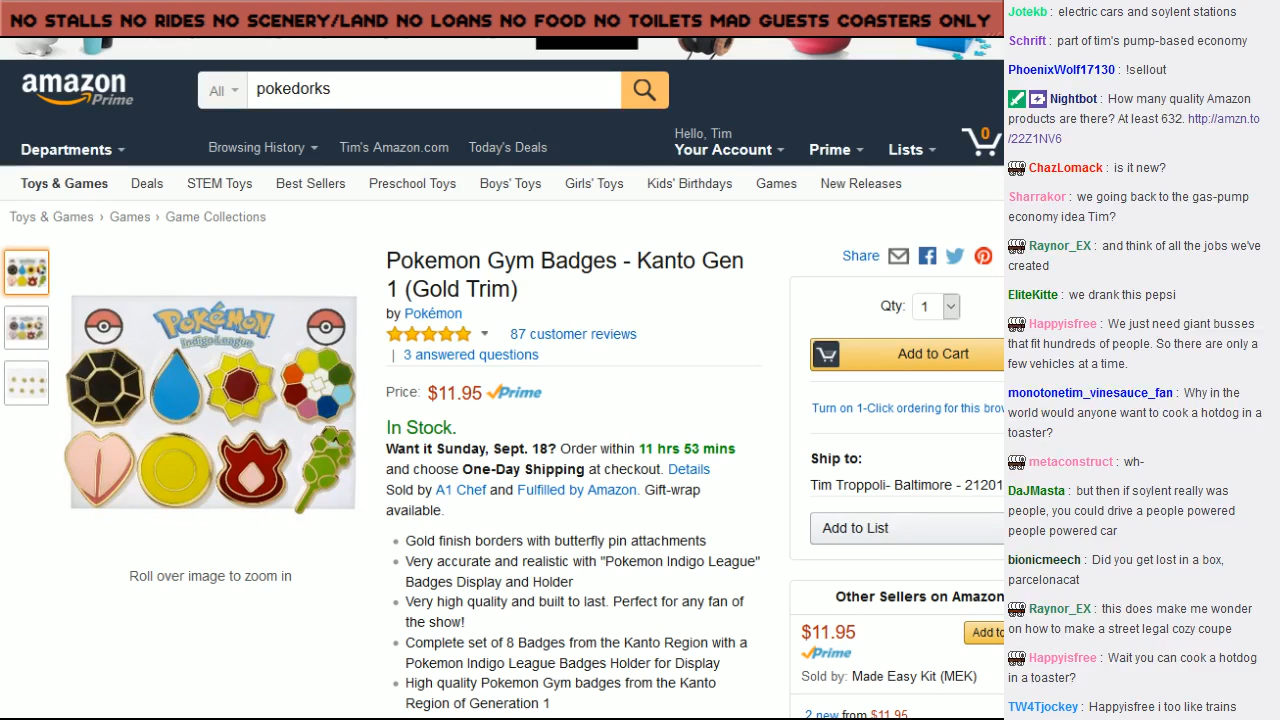 NO STALLS NO RIDES NO SCENERY/LAND NO LOANS NO FOOD NO TOILETS MAD GUESTS COASTERS ONLY
amazon
Prime
All
pokedorks
Departments
Browsing History
Tim's Amazon.com
Today's Deals
Hello, Tim
Your Account
Prime
Lists
0
Toys & Games
Deals
STEM Toys
Best Sellers
Preschool Toys
Boys' Toys
Girls' Toys
Kids' Birthdays
Games
New Releases
Toys & Games › Games › Game Collections
POKéMON
Indigo League
Roll over image to zoom in
Pokemon Gym Badges - Kanto Gen
1 (Gold Trim)
by Pokémon
87 customer reviews
| 3 answered questions
Price: $11.95 Prime
In Stock.
Want it Sunday, Sept. 18? Order within 11 hrs 53 mins
and choose One-Day Shipping at checkout. Details
Sold by A1 Chef and Fulfilled by Amazon. Gift-wrap
available.
Gold finish borders with butterfly pin attachments
Very accurate and realistic with "Pokemon Indigo League"
Badges Display and Holder
Very high quality and built to last. Perfect for any fan of
the show!
Complete set of 8 Badges from the Kanto Region with a
Pokemon Indigo League Badges Holder for Display
High quality Pokemon Gym badges from the Kanto
Region of Generation 1
Share
Qty: 1
Add to Cart
Turn on 1-Click ordering for this brow
Ship to:
Tim Troppoli- Baltimore - 21201
Add to List
Other Sellers on Amazon
$11.95
Add to
Prime
Sold by: Made Easy Kit (MEK)
2 new from $11.95
Jotekb : electric cars and soylent stations
Schrift : part of tim's pump-based economy
PhoenixWolf17130 : !sellout
Nightbot : How many quality Amazon
products are there? At least 632. http://amzn.to
/22Z1NV6
ChazLomack : is it new?
Sharrakor : we going back to the gas-pump
economy idea Tim?
Raynor_EX : and think of all the jobs we've
created
EliteKitte : we drank this pepsi
Happyisfree : We just need giant busses
that fit hundreds of people. So there are only a
few vehicles at a time.
monotonetim_vinesauce_fan : Why in the
world would anyone want to cook a hotdog in a
toaster?
metaconstruct : wh-
DaJMasta : but then if soylent really was
people, you could drive a people powered
people powered car
bionicmeech : Did you get lost in a box,
parcelonacat
Raynor_EX : this does make me wonder
on how to make a street legal cozy coupe
Happyisfree : Wait you can cook a hotdog
in a toaster?
TW4Tjockey : Happyisfree i too like trains